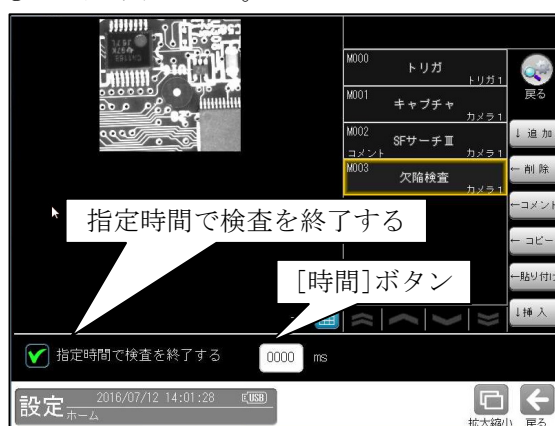 M000
トリガ
トリガ1
戻る
M001
キャプチャ
カメラ1
↓追加
M002
SFサーチⅢ
コメント
カメラ1
←削除
M003
欠陥検査
カメラ1
←コメント
←コピー
指定時間で検査を終了する
←貼り付け
[時間]ボタン
↓挿入
指定時間で検査を終了する
0000 ms
設定
2016/07/12 14:01:28
USB
ホーム
拡大縮小
戻る